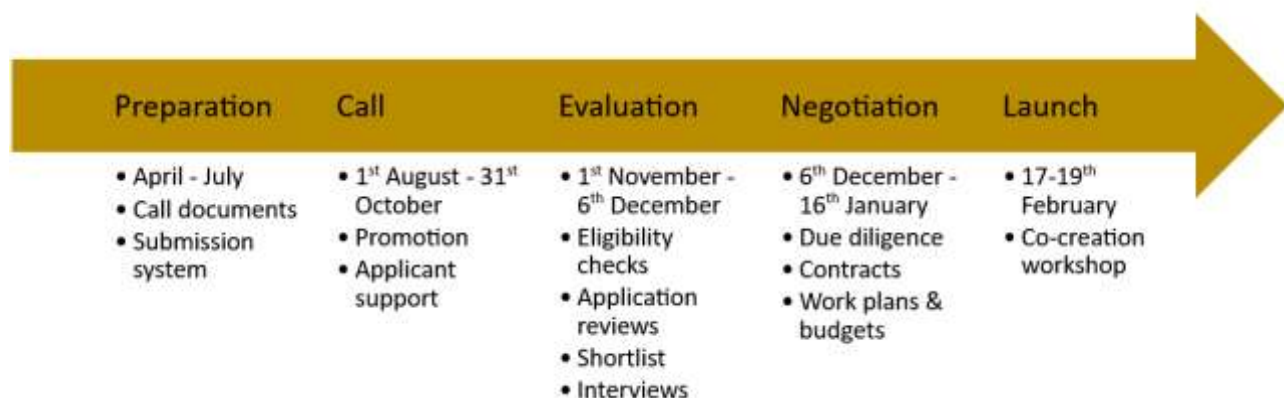 Preparation
Call
Evaluation
Negotiation
Launch
• April - July
• Call documents
• Submission
system
• 1st August - 31st
October
• Promotion
• Applicant
support
• 1st November -
6th December
• Eligibility
checks
• Application
reviews
• Shortlist
• Interviews
• 6th December -
16th January
• Due diligence
• Contracts
• Work plans &
budgets
• 17-19th
February
• Co-creation
workshop